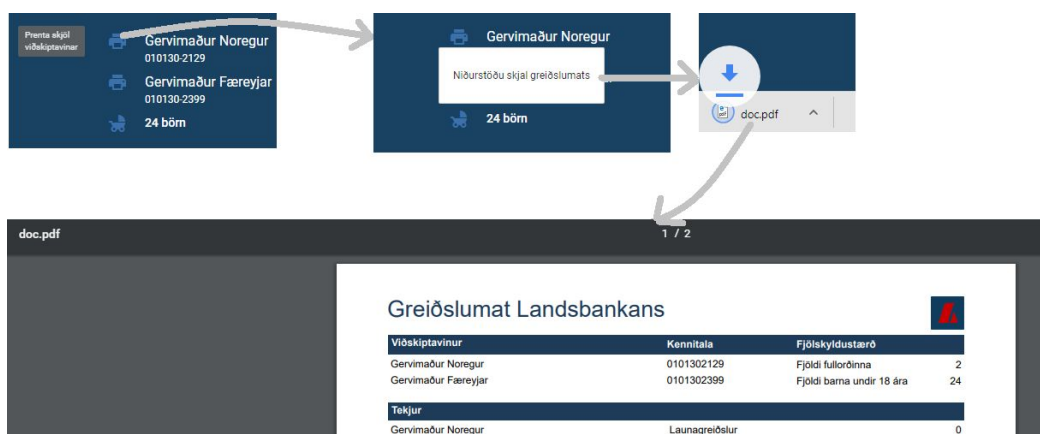 Prenta skjöl
viðskiptavinar
Gervimaður Noregur
010130-2129
Gervimaður Færeyjar
010130-2399
24 börn
Gervimaður Noregur
Niðurstöðu skjal greiðslumats
24 börn
doc.pdf
doc.pdf
1 / 2
Greiðslumat Landsbankans
Viðskiptavinur Kennitala Fjölskyldustærð
Gervimaður Noregur 0101302129 Fjöldi fullorðinna 2
Gervimaður Færeyjar 0101302399 Fjöldi barna undir 18 ára 24
Tekjur
Gervimaður Noregur Launagreiðslur 0